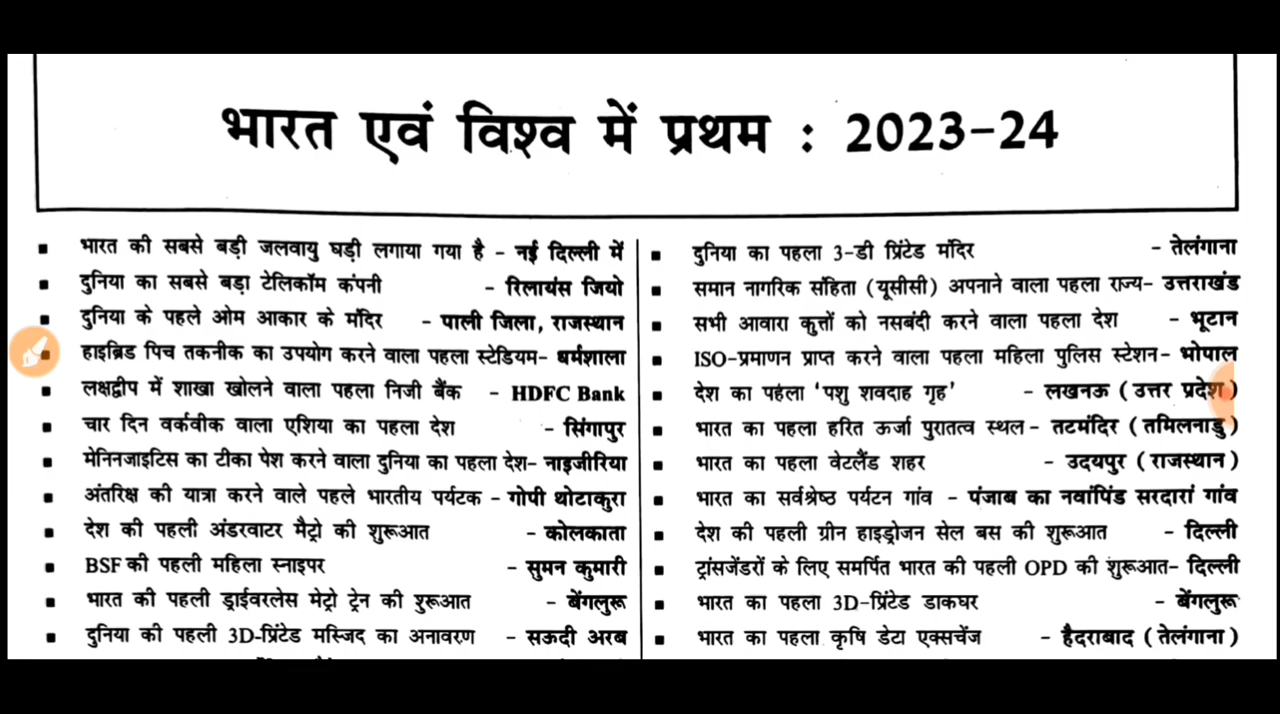 भारत एवं विश्व में प्रथम : 2023-24
▪ भारत की सबसे बड़ी जलवायु घड़ी लगाया गया है - नई दिल्ली में
▪ दुनिया का सबसे बड़ा टेलिकॉम कंपनी - रिलायंस जियो
▪ दुनिया के पहले ओम आकार के मंदिर - पाली जिला, राजस्थान
▪ हाइब्रिड पिच तकनीक का उपयोग करने वाला पहला स्टेडियम- धर्मशाला
▪ लक्षद्वीप में शाखा खोलने वाला पहला निजी बैंक - HDFC Bank
▪ चार दिन वर्कवीक वाला एशिया का पहला देश - सिंगापुर
▪ मेनिनजाइटिस का टीका पेश करने वाला दुनिया का पहला देश- नाइजीरिया
▪ अंतरिक्ष की यात्रा करने वाले पहले भारतीय पर्यटक - गोपी थोटाकुरा
▪ देश की पहली अंडरवाटर मैट्रो की शुरूआत - कोलकाता
▪ BSF की पहली महिला स्नाइपर - सुमन कुमारी
▪ भारत की पहली ड्राईवरलेस मेट्रो ट्रेन की शुरूआत - बेंगलुरू
▪ दुनिया की पहली 3D-प्रिंटेड मस्जिद का अनावरण - सऊदी अरब
▪ दुनिया का पहला 3-डी प्रिंटेड मंदिर - तेलंगाना
▪ समान नागरिक संहिता (यूसीसी) अपनाने वाला पहला राज्य- उत्तराखंड
▪ सभी आवारा कुत्तों को नसबंदी करने वाला पहला देश - भूटान
▪ ISO-प्रमाणन प्राप्त करने वाला पहला महिला पुलिस स्टेशन- भोपाल
▪ देश का पहला 'पशु शवदाह गृह' - लखनऊ (उत्तर प्रदेश)
▪ भारत का पहला हरित ऊर्जा पुरातत्व स्थल - तटमंदिर (तमिलनाडु)
▪ भारत का पहला वेटलैंड शहर - उदयपुर (राजस्थान)
▪ भारत का सर्वश्रेष्ठ पर्यटन गांव - पंजाब का नवांपिंड सरदारां गांव
▪ देश की पहली ग्रीन हाइड्रोजन सेल बस की शुरूआत - दिल्ली
▪ ट्रांसजेंडरों के लिए समर्पित भारत की पहली OPD की शुरूआत- दिल्ली
▪ भारत का पहला 3D-प्रिंटेड डाकघर - बेंगलुरू
▪ भारत का पहला कृषि डेटा एक्सचेंज - हैदराबाद (तेलंगाना)